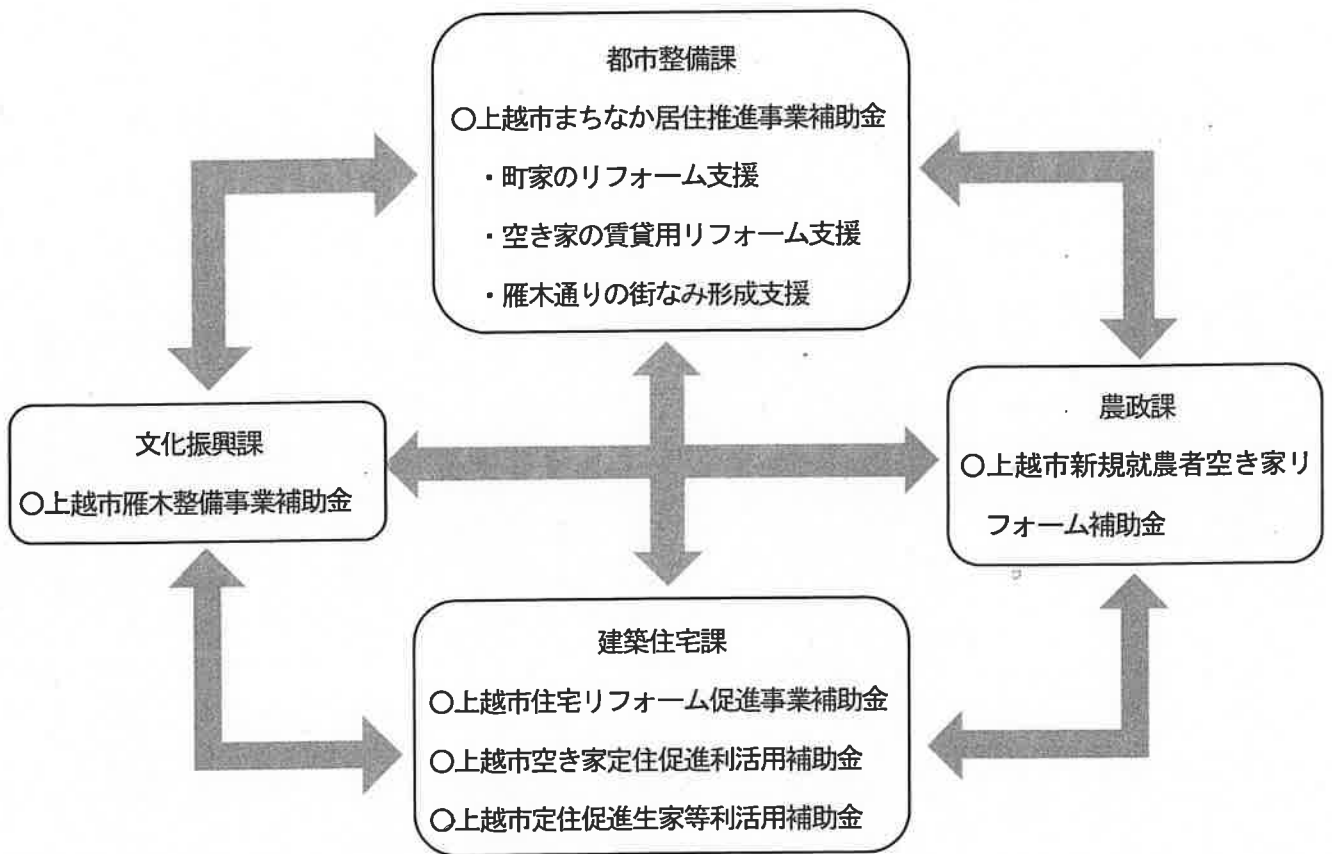 都市整備課
○上越市まちなか居住推進事業補助金
・町家のリフォーム支援
・空き家の賃貸用リフォーム支援
・雁木通りの街なみ形成支援
文化振興課
○上越市雁木整備事業補助金
農政課
○上越市新規就農者空き家リ
フォーム補助金
建築住宅課
○上越市住宅リフォーム促進事業補助金
○上越市空き家定住促進利活用補助金
○上越市定住促進生家等利活用補助金